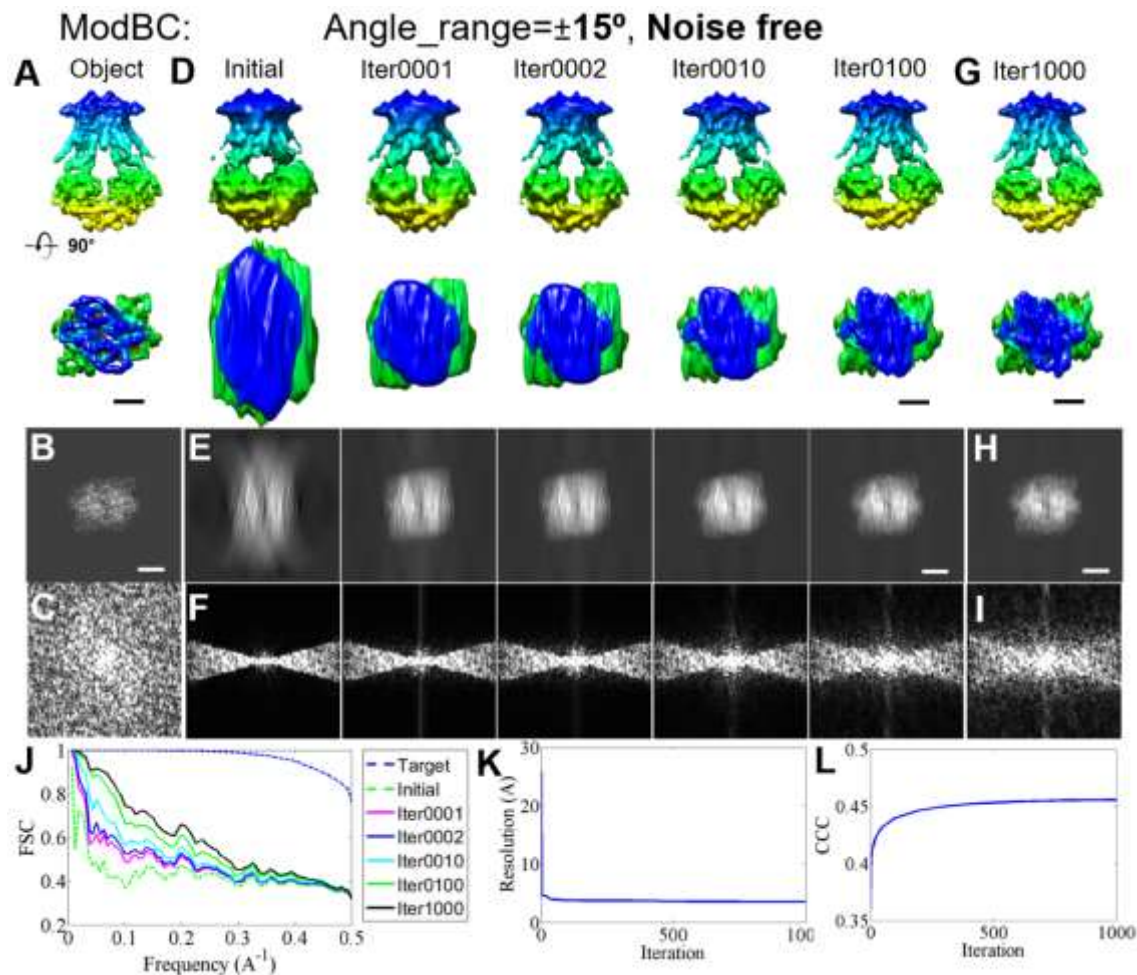 ModBC: Angle_range=±15º, Noise free
A Object D Initial Iter0001 Iter0002 Iter0010 Iter0100 G Iter1000
90°
B E H
C F I
J K L
1
0.8
0.6
0.4
0.2
FSC
0 0.1 0.2 0.3 0.4 0.5
Frequency (A⁻¹)
Target
Initial
Iter0001
Iter0002
Iter0010
Iter0100
Iter1000
30
20
10
0
Resolution (A)
0 500 100
Iteration
0.5
0.45
0.4
0.35
CCC
0 500 1000
Iteration